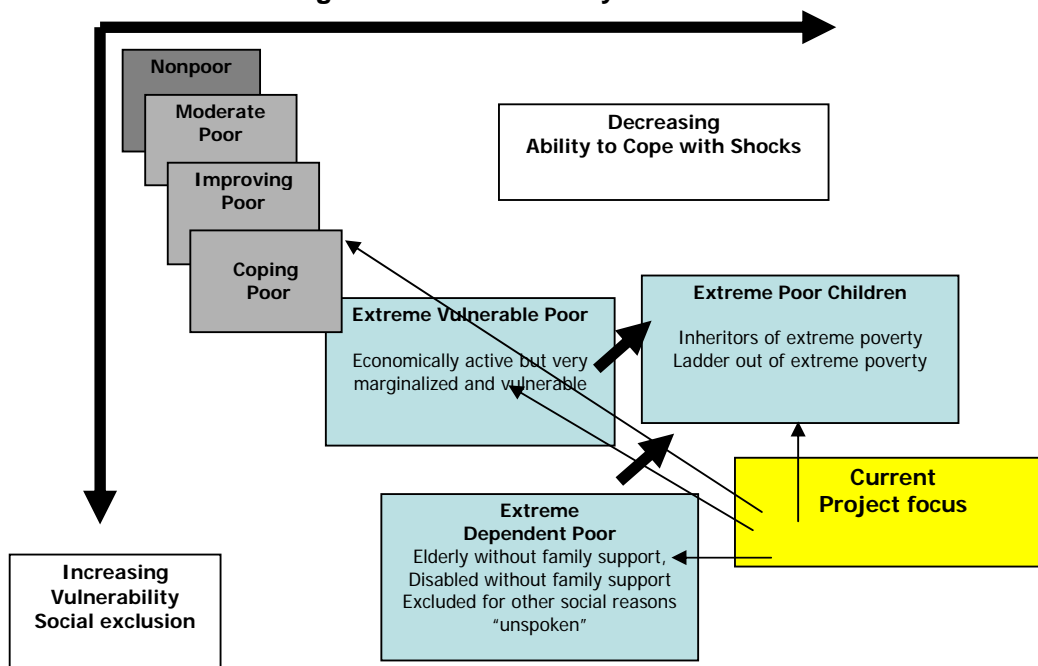 Nonpoor
Moderate
Poor
Improving
Poor
Coping
Poor
Decreasing
Ability to Cope with Shocks
Extreme Vulnerable Poor
Economically active but very
marginalized and vulnerable
Extreme Poor Children
Inheritors of extreme poverty
Ladder out of extreme poverty
Current
Project focus
Extreme
Dependent Poor
Elderly without family support,
Disabled without family support
Excluded for other social reasons
“unspoken”
Increasing
Vulnerability
Social exclusion